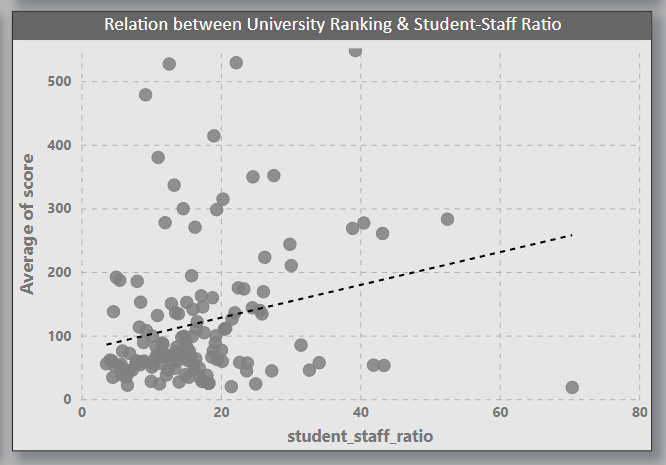 Relation between University Ranking & Student-Staff Ratio
500
400
300
200
100
0
Average of score
0 20 40 60 80
student_staff_ratio